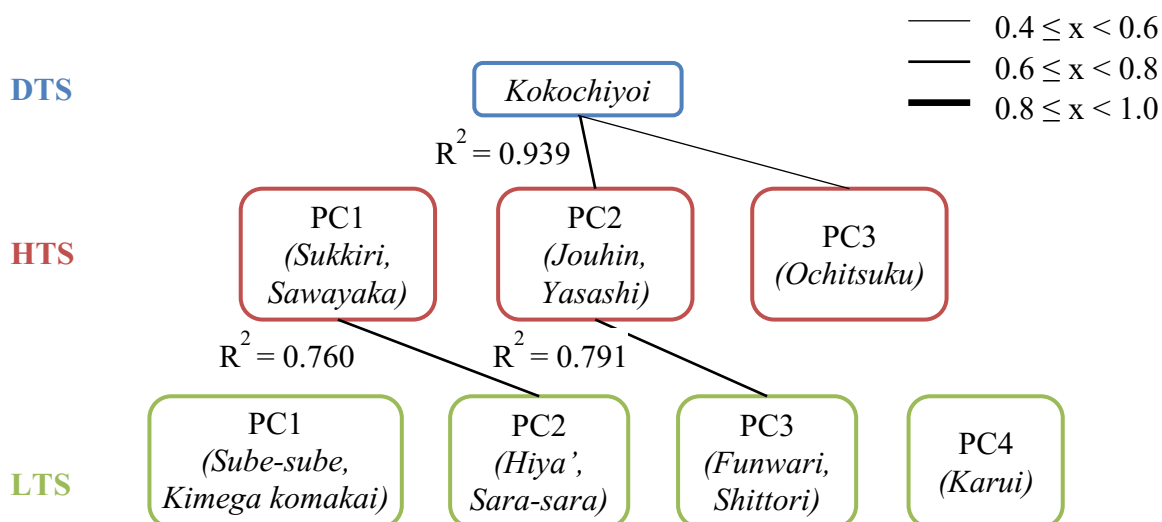 0.4 ≤ x < 0.6
0.6 ≤ x < 0.8
0.8 ≤ x < 1.0
DTS
Kokochiyoi
R² = 0.939
HTS
PC1
(Sukkiri,
Sawayaka)
PC2
(Jouhin,
Yasashi)
PC3
(Ochitsuku)
R² = 0.760
R² = 0.791
LTS
PC1
(Sube-sube,
Kimega komakai)
PC2
(Hiya’,
Sara-sara)
PC3
(Funwari,
Shittori)
PC4
(Karui)